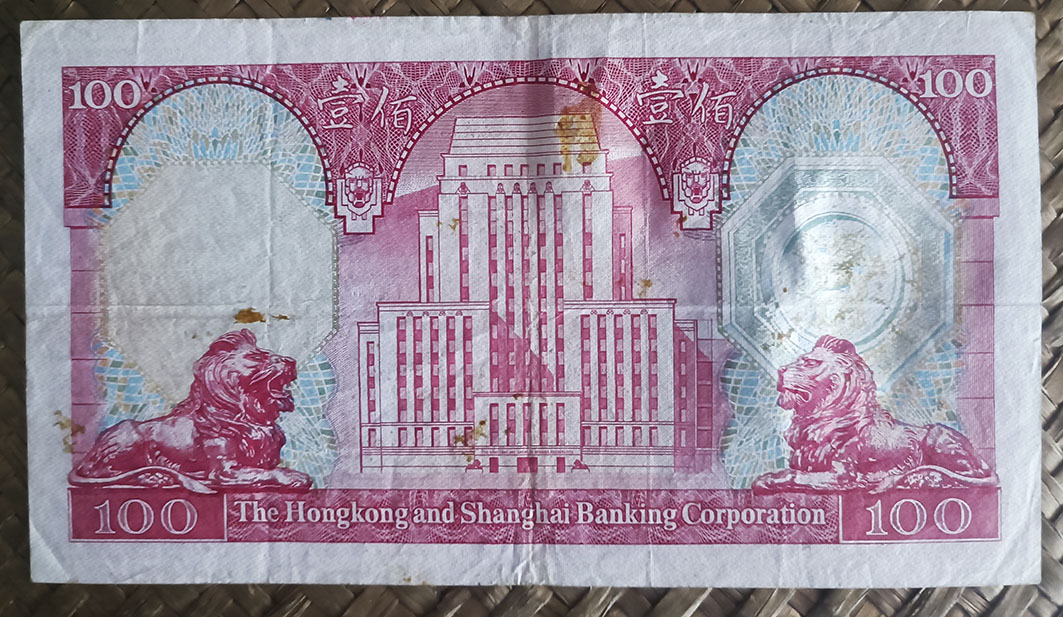 100 壹佰 壹佰 100
100 The Hongkong and Shanghai Banking Corporation 100